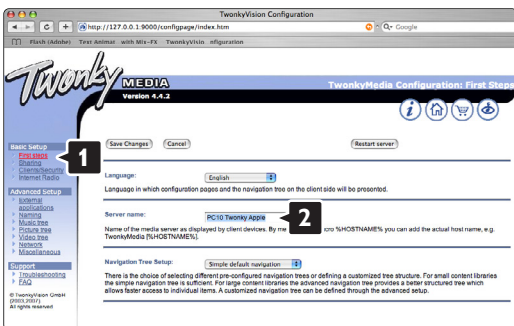 TwonkyVision Configuration
http://127.0.0.1:9000/configpage/index.htm
Google
Flash (Adobe) Text Animat with Mix-FX TwonkyVisio nfiguration
Twonky
MEDIA
Version 4.4.2
TwonkyMedia Configuration: First Steps
Basic Setup
First steps
Sharing
Clients/Security
Internet Radio
Advanced Setup
External
applications
Naming
Music tree
Picture tree
Video tree
Network
Miscellaneous
Support
Troubleshooting
FAQ
© TwonkyVision GmbH
(2003,2007)
All rights reserved
1
Save Changes Cancel Restart server
Language: English
Language in which configuration pages and the navigation tree on the client side will be presented.
Server name: PC10 Twonky Apple
2
Name of the media server as displayed by client devices. By me cro %HOSTNAME% you can add the actual host name, e.g.
TwonkyMedia [%HOSTNAME%].
Navigation Tree Setup: Simple default navigation
There is the choice of selecting different pre-configured navigation trees or defining a customized tree structure. For small content libraries
the simple navigation tree is sufficient. For large content libraries the advanced navigation tree provides a better structured tree which
allows faster access to individual items. A customized navigation tree can be defined through the advanced setup.